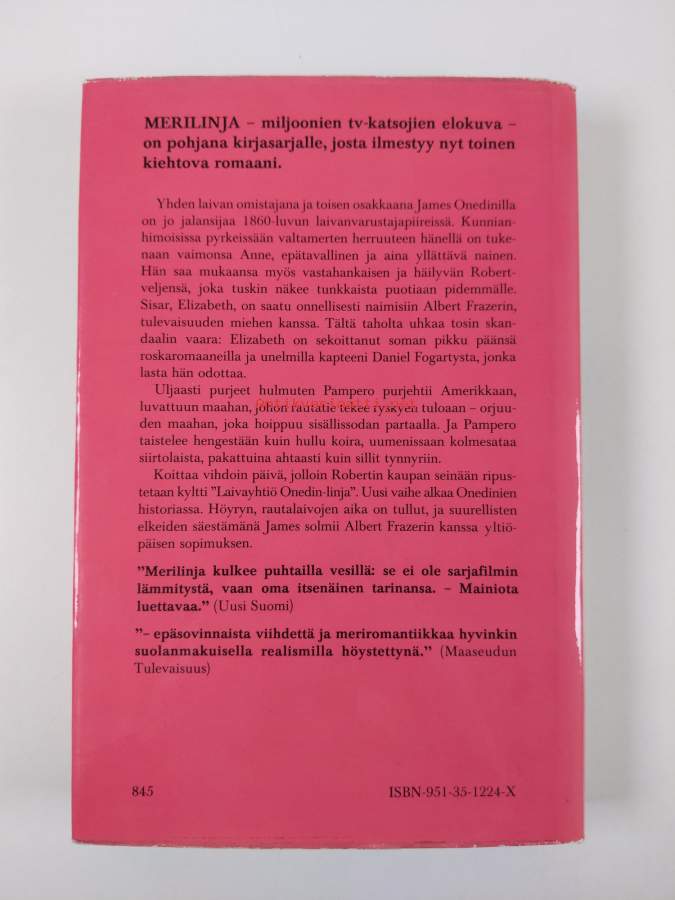 MERILINJA – miljoonien tv-katsojien elokuva –
on pohjana kirjasarjalle, josta ilmestyy nyt toinen
kiehtova romaani.
Yhden laivan omistajana ja toisen osakkaana James Onedinilla
on jo jalansijaa 1860-luvun laivanvarustajapiireissä. Kunnian-
himoisissa pyrkeissään valtamerten herruuteen hänellä on tuke-
naan vaimonsa Anne, epätavallinen ja aina yllättävä nainen.
Hän saa mukaansa myös vastahankaisen ja häilyvän Robert-
veljensä, joka tuskin näkee tunkkaista puotiaan pidemmälle.
Sisar, Elizabeth, on saatu onnellisesti naimisiin Albert Frazerin,
tulevaisuuden miehen kanssa. Tältä taholta uhkaa tosin skan-
daalin vaara: Elizabeth on sekoittanut soman pikku päänsä
roskaromaaneilla ja unelmilla kapteeni Daniel Fogartysta, jonka
lasta hän odottaa.
Uljaasti purjeet hulmuten Pampero purjehtii Amerikkaan,
luvattuun maahan, johon rautatie tekee ryskyen tuloaan – orjuu-
den maahan, joka hoippuu sisällissodan partaalla. Ja Pampero
taistelee hengestään kuin hullu koira, uumenissaan kolmesataa
siirtolaista, pakattuina ahtaasti kuin sillit tynnyriin.
Koittaa vihdoin päivä, jolloin Robertin kaupan seinään ripus-
tetaan kyltti ”Laivayhtiö Onedin-linja”. Uusi vaihe alkaa Onedinien
historiassa. Höyryn, rautalaivojen aika on tullut, ja suurellisten
elkeiden säestämänä James solmii Albert Frazerin kanssa yltiö-
päisen sopimuksen.
”Merilinja kulkee puhtailla vesillä: se ei ole sarjafilmin
lämmitystä, vaan oma itsenäinen tarinansa. – Mainiota
luettavaa.” (Uusi Suomi)
”– epäsovinnaista viihdettä ja meriromantiikkaa hyvinkin
suolanmakuisella realismilla höystettynä.” (Maaseudun
Tulevaisuus)
845 ISBN-951-35-1224-X